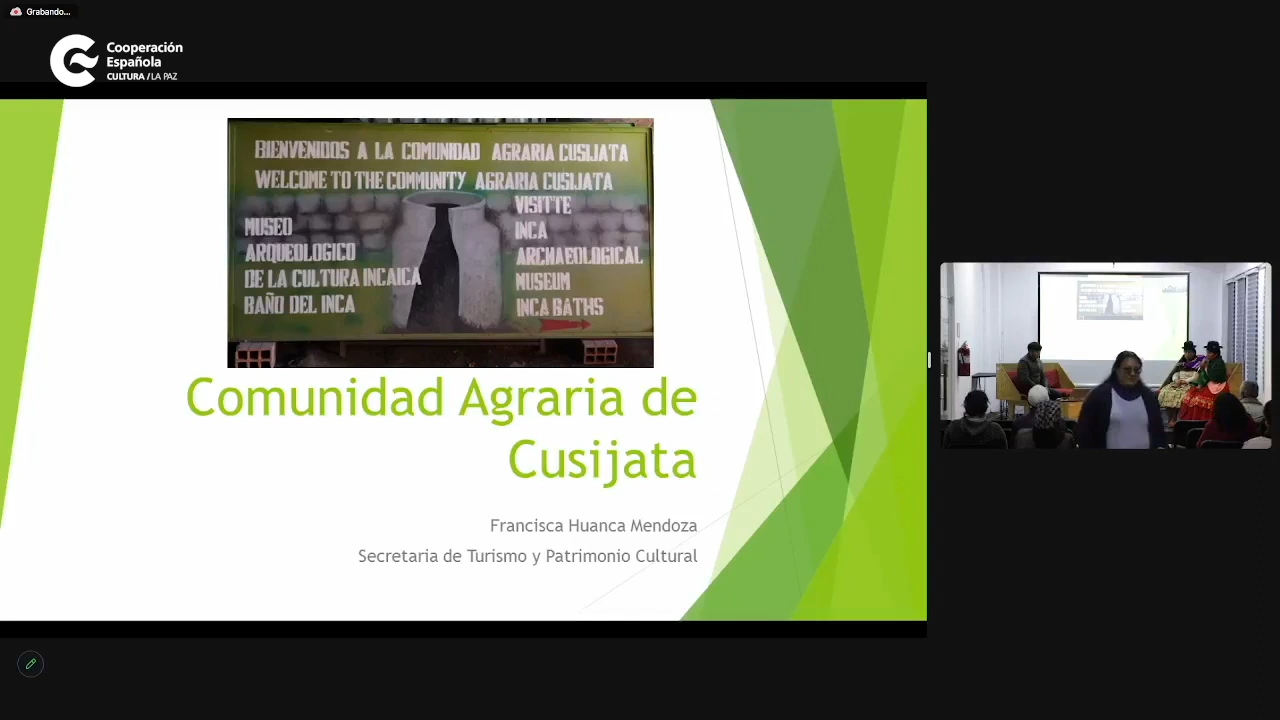 Grabando...
Cooperación
Española
CULTURA / LA PAZ
BIENVENIDOS A LA COMUNIDAD AGRARIA CUSIJATA
WELCOME TO THE COMMUNITY AGRARIA CUSIJATA
MUSEO
ARQUEOLOGICO
DE LA CULTURA INCAICA
BAÑO DEL INCA
VISITTE
INCA
ARCHAEOLOGICAL
MUSEUM
INCA BATHS
Comunidad Agraria de
Cusijata
Francisca Huanca Mendoza
Secretaria de Turismo y Patrimonio Cultural